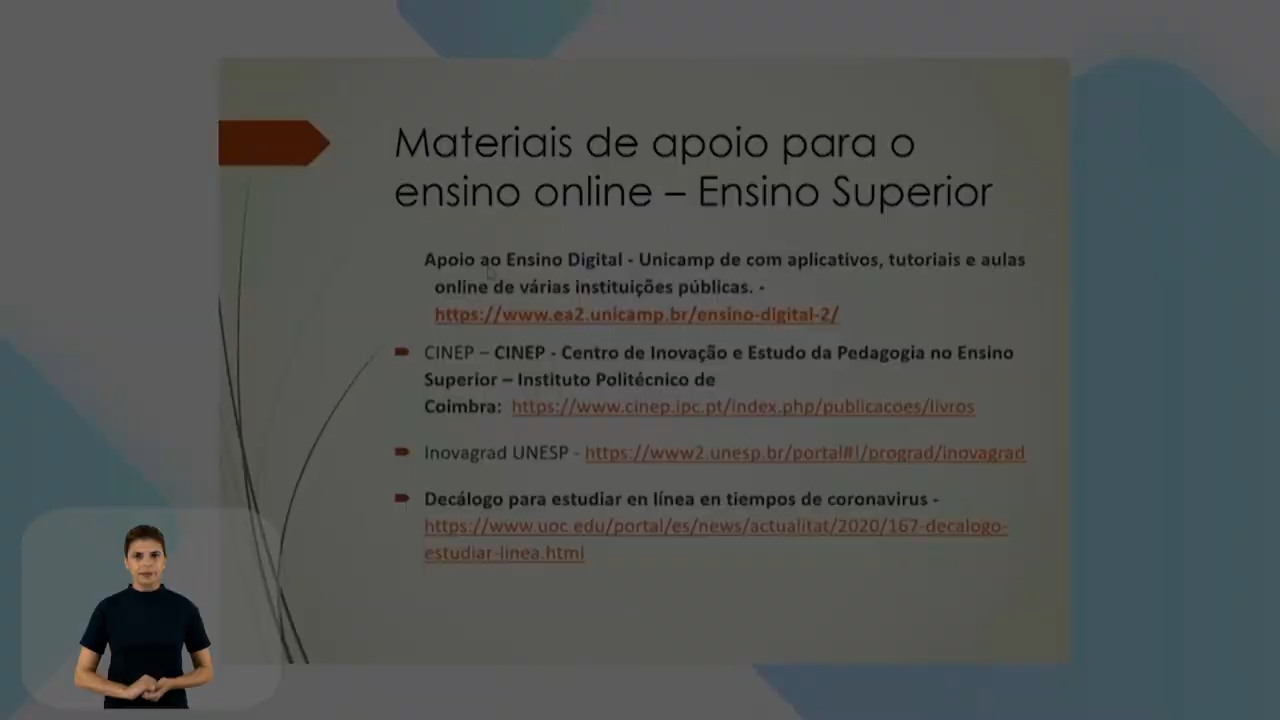 Materiais de apoio para o
ensino online – Ensino Superior
Apoio ao Ensino Digital - Unicamp de com aplicativos, tutoriais e aulas
online de várias instituições públicas. -
https://www.ea2.unicamp.br/ensino-digital-2/
CINEP – CINEP - Centro de Inovação e Estudo da Pedagogia no Ensino
Superior – Instituto Politécnico de
Coimbra: https://www.cinep.ipc.pt/index.php/publicacoes/livros
Inovagrad UNESP - https://www2.unesp.br/portal#!/prograd/inovagrad
Decálogo para estudiar en línea en tiempos de coronavirus -
https://www.uoc.edu/portal/es/news/actualitat/2020/167-decalogo-
estudiar-linea.html